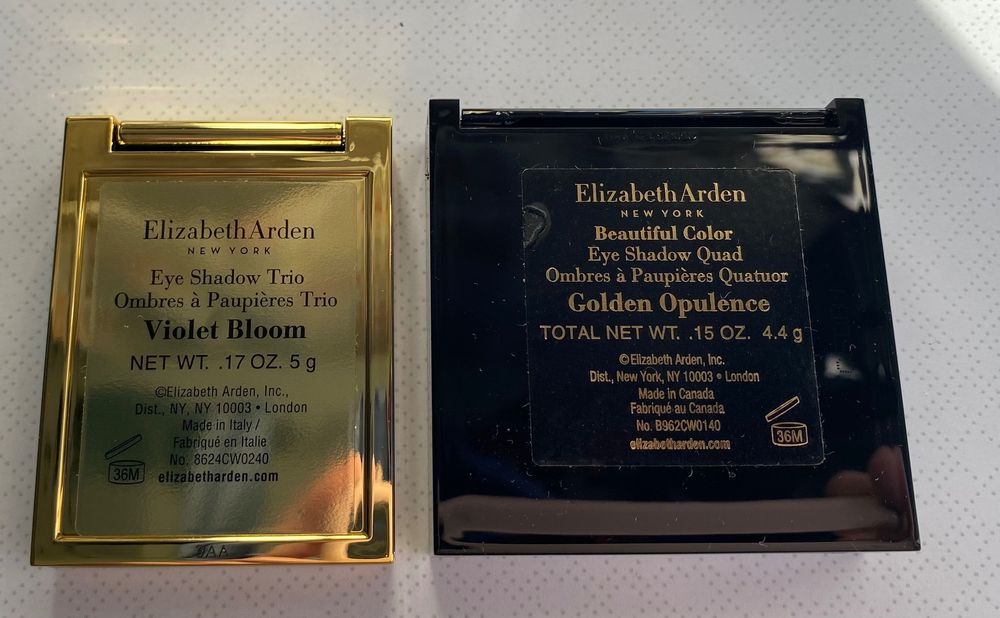 Elizabeth Arden
NEW YORK
Eye Shadow Trio
Ombres à Paupières Trio
Violet Bloom
NET WT. .17 OZ. 5 g
©Elizabeth Arden, Inc.,
Dist., NY, NY 10003 • London
Made in Italy /
Fabriqué en Italie
No. 8624CW0240
36M
elizabetharden.com
Elizabeth Arden
NEW YORK
Beautiful Color
Eye Shadow Quad
Ombres à Paupières Quatuor
Golden Opulence
TOTAL NET WT. .15 OZ. 4.4 g
©Elizabeth Arden, Inc.
Dist., New York, NY 10003 • London
Made in Canada
Fabriqué au Canada
No. B962CW0140
36M
elizabetharden.com